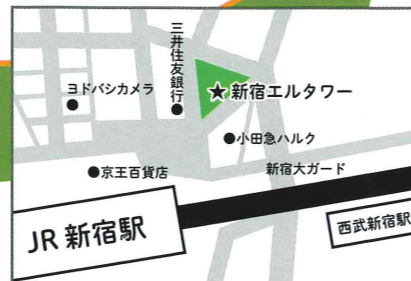 三井住友銀行
ヨドバシカメラ
★新宿エルタワー
●小田急ハルク
●京王百貨店
新宿大ガード
JR 新宿駅
西武新宿駅